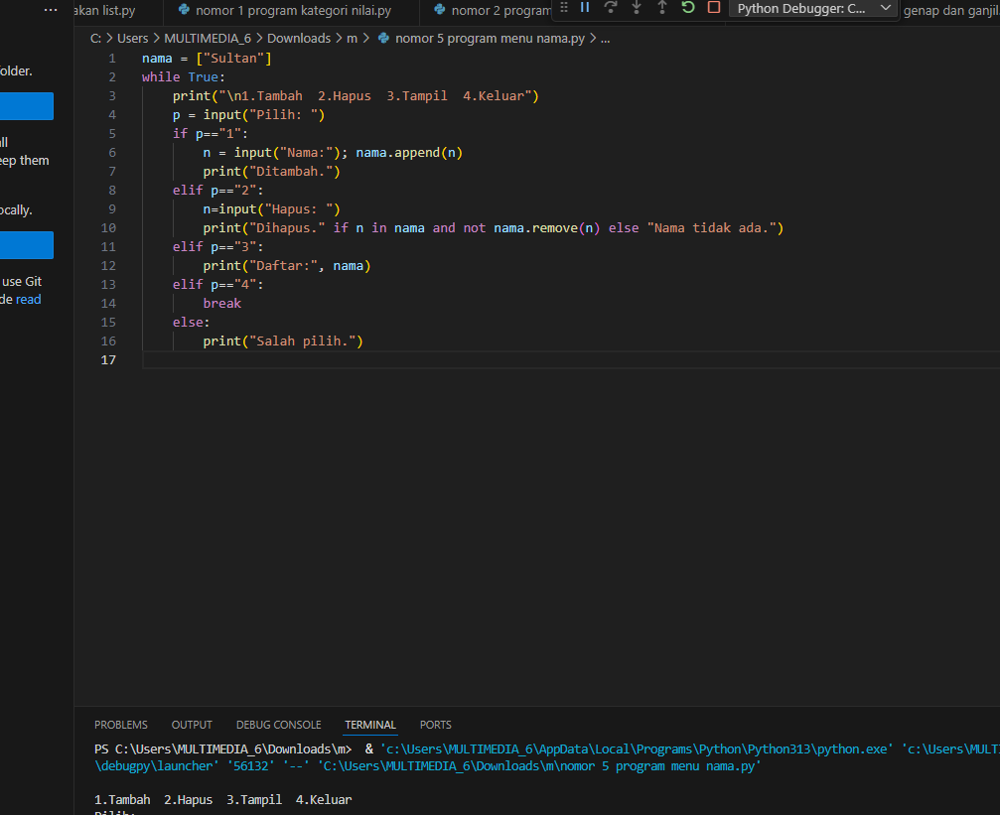 akan list.py nomor 1 program kategori nilai.py nomor 2 program Python Debugger: C... genap dan ganjil
C: > Users > MULTIMEDIA_6 > Downloads > m > nomor 5 program menu nama.py > ...
1 nama = ["Sultan"]
2 while True:
3 print("\n1.Tambah  2.Hapus  3.Tampil  4.Keluar")
4 p = input("Pilih: ")
5 if p=="1":
6 n = input("Nama:"); nama.append(n)
7 print("Ditambah.")
8 elif p=="2":
9 n=input("Hapus: ")
10 print("Dihapus." if n in nama and not nama.remove(n) else "Nama tidak ada.")
11 elif p=="3":
12 print("Daftar:", nama)
13 elif p=="4":
14 break
15 else:
16 print("Salah pilih.")
17
older.
ll
eep them
ocally.
use Git
de read
PROBLEMS OUTPUT DEBUG CONSOLE TERMINAL PORTS
PS C:\Users\MULTIMEDIA_6\Downloads\m>  & 'c:\Users\MULTIMEDIA_6\AppData\Local\Programs\Python\Python313\python.exe' 'c:\Users\MULTI
\debugpy\launcher' '56132' '--' 'C:\Users\MULTIMEDIA_6\Downloads\m\nomor 5 program menu nama.py'
1.Tambah  2.Hapus  3.Tampil  4.Keluar
Pilih: